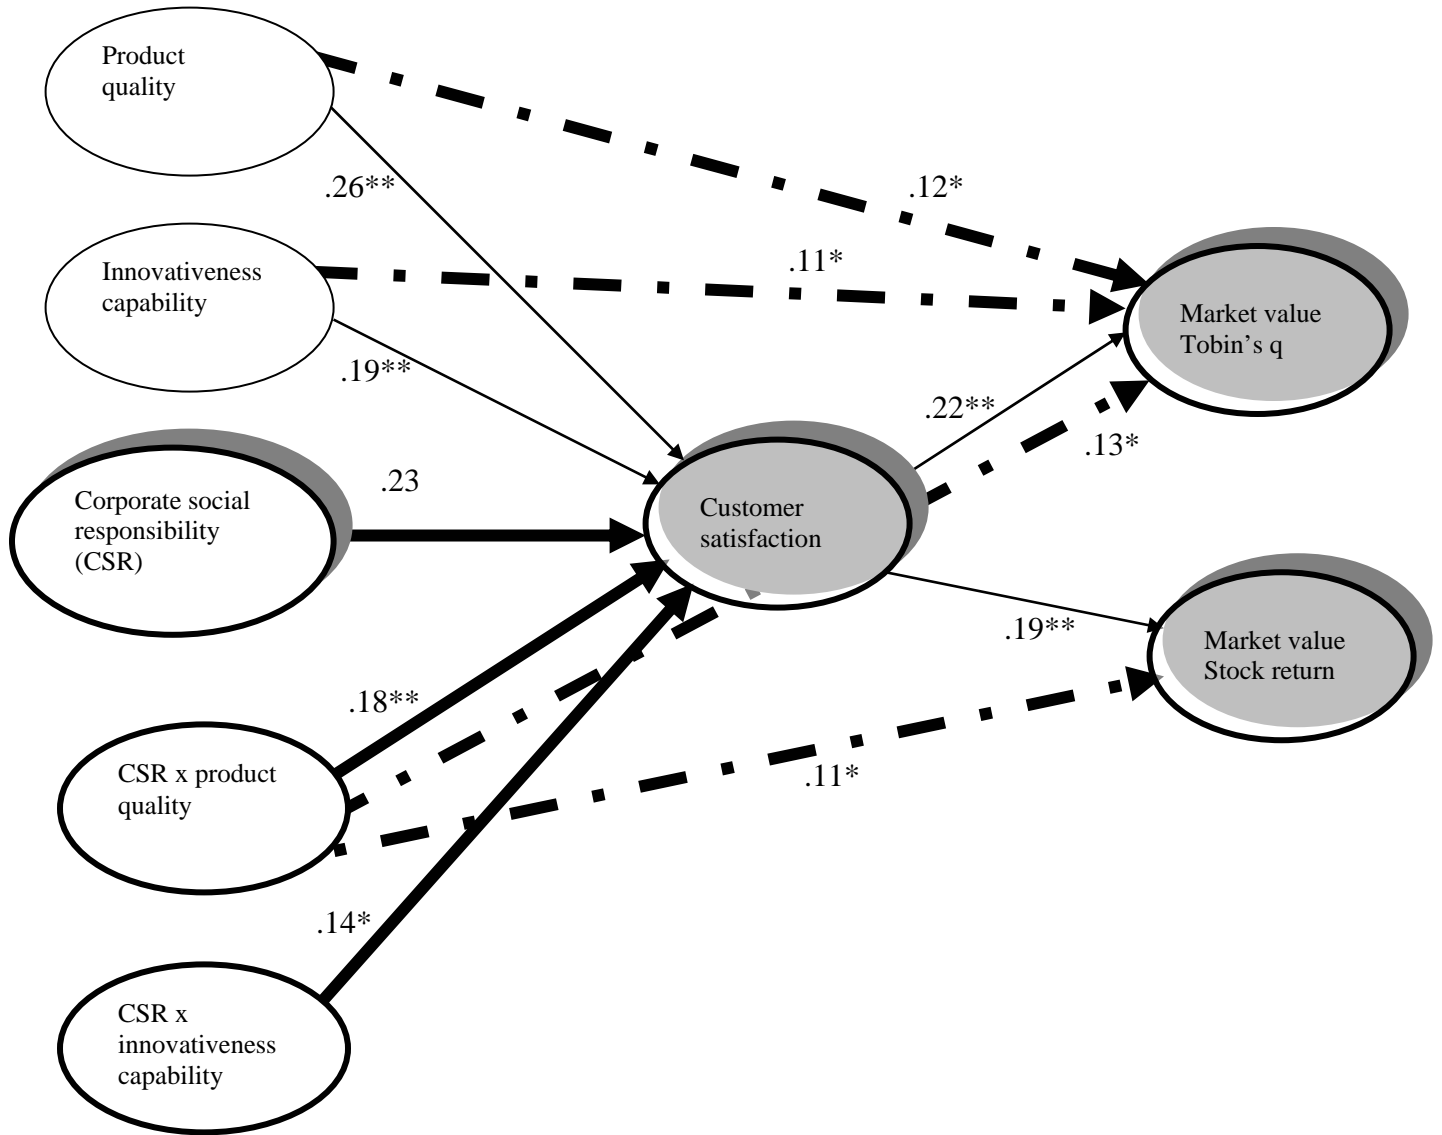 Product
quality
.26**
.12*
Innovativeness
capability
.11*
.19**
Market value
Tobin's q
.22**
.13*
Corporate social
responsibility
(CSR)
.23
Customer
satisfaction
.19**
Market value
Stock return
.18**
CSR x product
quality
.11*
.14*
CSR x
innovativeness
capability